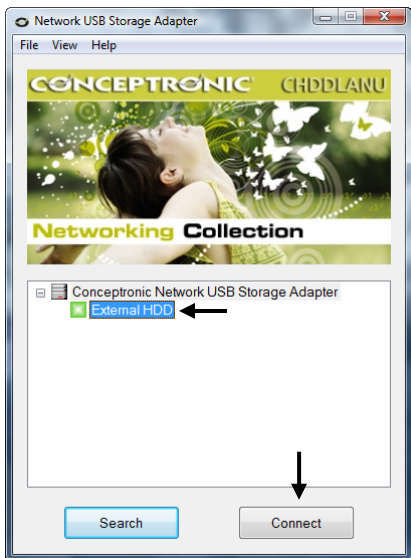 Network USB Storage Adapter
File View Help
CONCEPTRONIC CHDDLANU
Networking Collection
Conceptronic Network USB Storage Adapter
External HDD
Search Connect